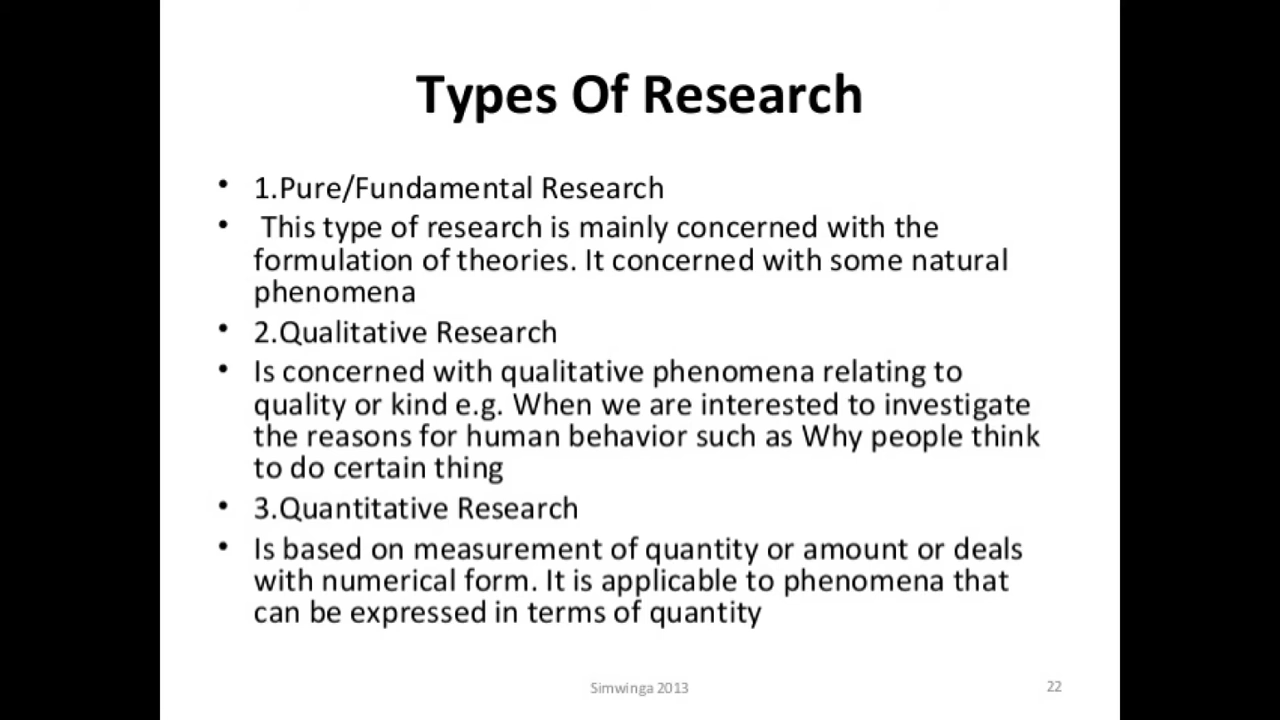 Types Of Research
• 1.Pure/Fundamental Research
• This type of research is mainly concerned with the
formulation of theories. It concerned with some natural
phenomena
• 2.Qualitative Research
• Is concerned with qualitative phenomena relating to
quality or kind e.g. When we are interested to investigate
the reasons for human behavior such as Why people think
to do certain thing
• 3.Quantitative Research
• Is based on measurement of quantity or amount or deals
with numerical form. It is applicable to phenomena that
can be expressed in terms of quantity
Simwinga 2013
22